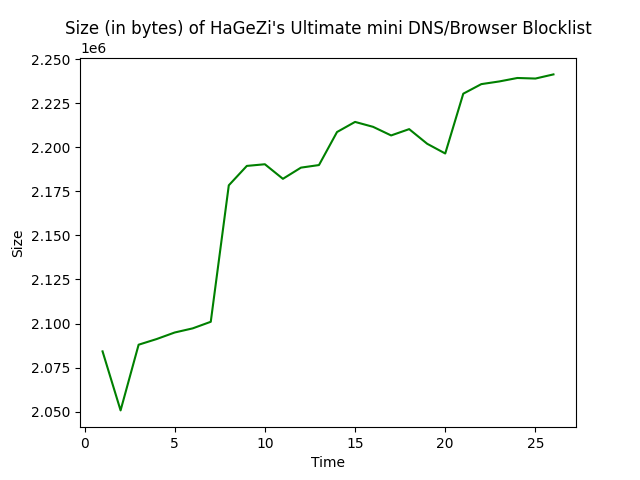 Size (in bytes) of HaGeZi's Ultimate mini DNS/Browser Blocklist
1e6
2.250
2.225
2.200
2.175
2.150
2.125
2.100
2.075
2.050
Size
0 5 10 15 20 25
Time